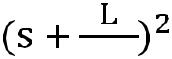 (s + L/‾)²